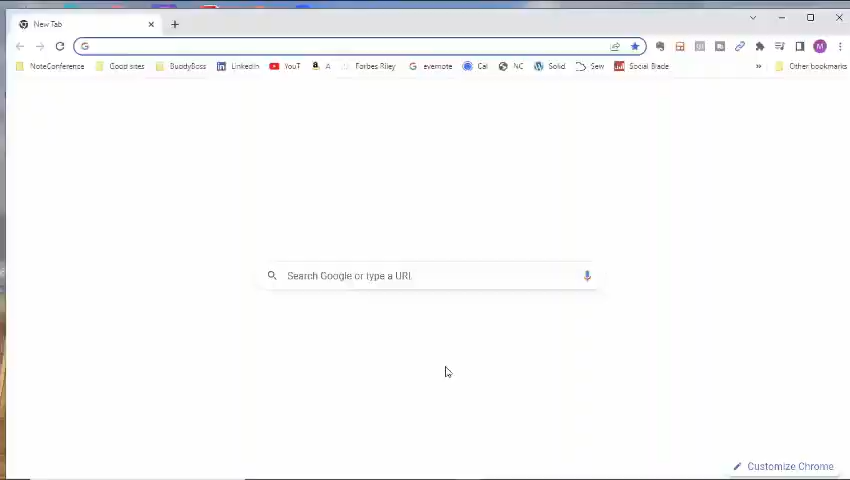 New Tab
NoteConference Good sites BuddyBoss LinkedIn YouT A Forbes Riley evernote Cal NC Solid Sew Social Blade » Other bookmarks
M
Search Google or type a URL
Customize Chrome